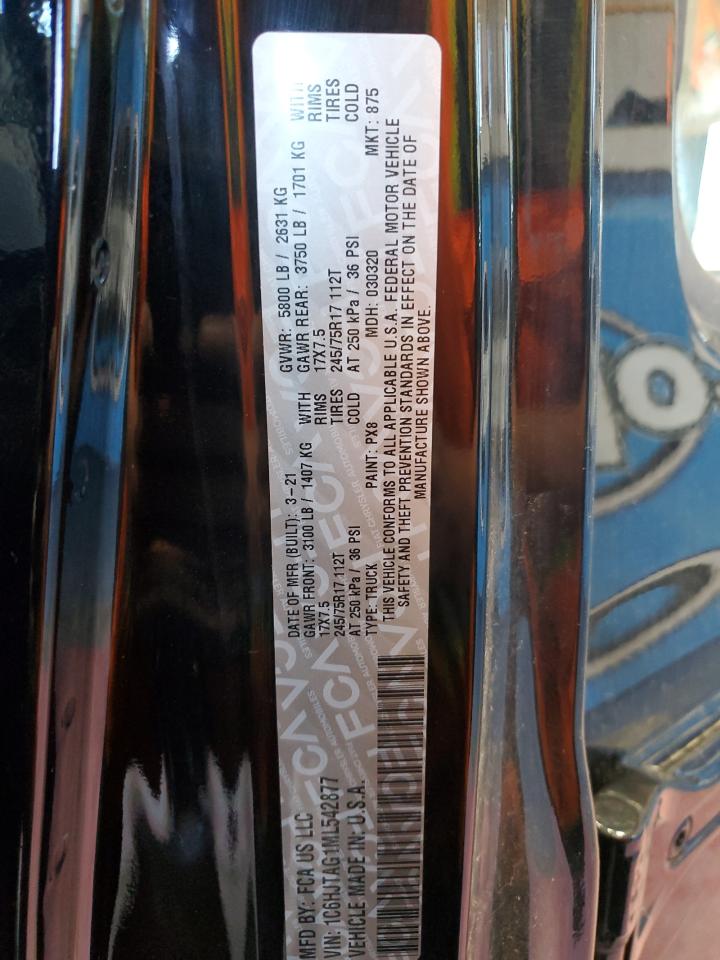 MFD BY: FCA US LLC
DATE OF MFR (BUILT): 3-21 GVWR: 5800 LB / 2631 KG
GAWR FRONT: 3100 LB / 1407 KG WITH GAWR REAR: 3750 LB / 1701 KG WITH
17X7.5 RIMS 17X7.5 RIMS
245/75R17 112T TIRES 245/75R17 112T TIRES
AT 250 kPa / 36 PSI COLD AT 250 kPa / 36 PSI COLD
VIN: 1C6HJTAG1ML542877
VEHICLE MADE IN: U.S.A.
TYPE: TRUCK PAINT: PX8 MDH: 030320 MKT: 875
THIS VEHICLE CONFORMS TO ALL APPLICABLE U.S.A. FEDERAL MOTOR VEHICLE
SAFETY AND THEFT PREVENTION STANDARDS IN EFFECT ON THE DATE OF
MANUFACTURE SHOWN ABOVE.